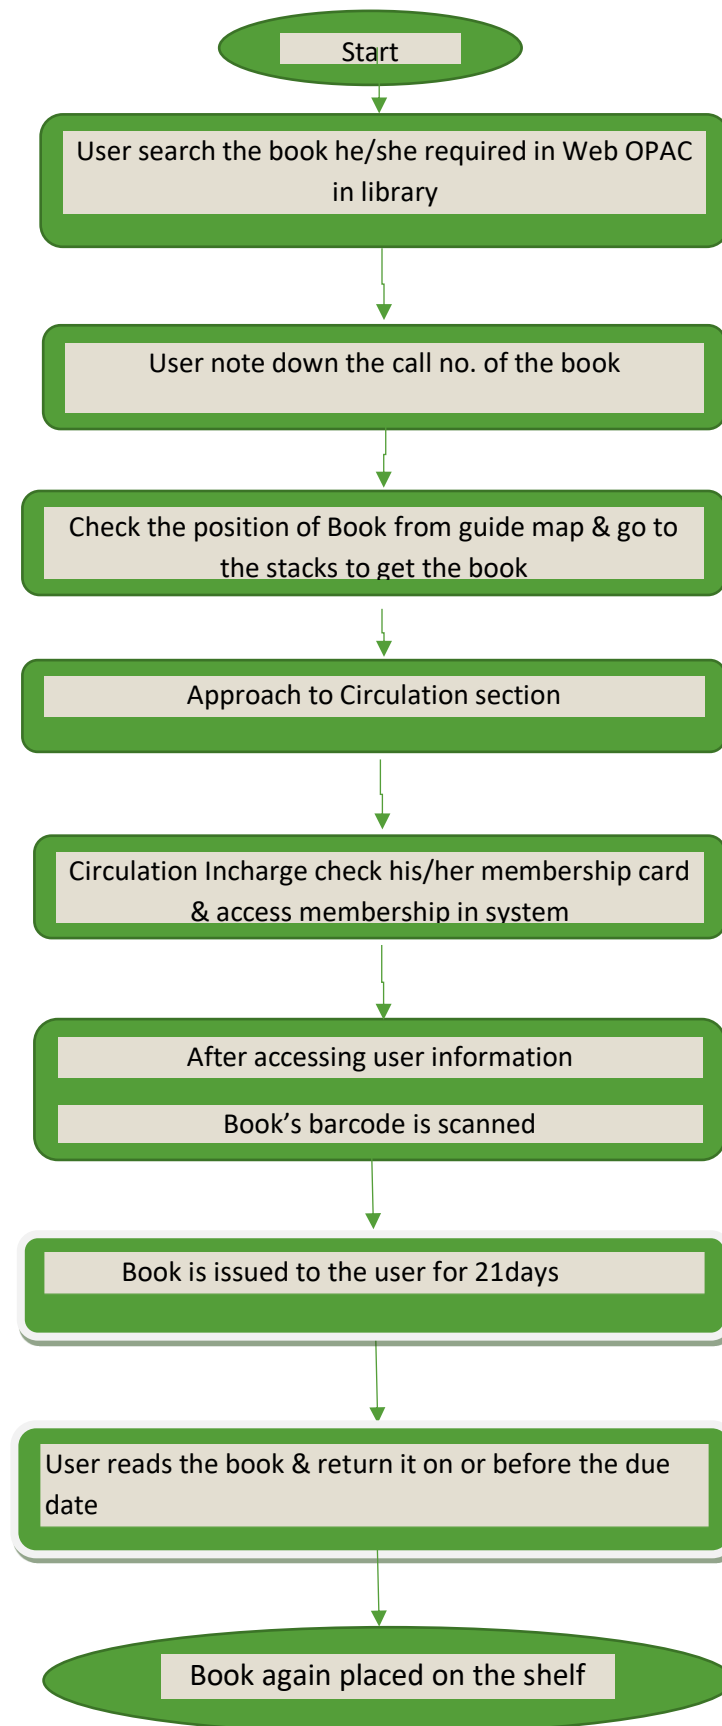 Start
User search the book he/she required in Web OPAC
in library
User note down the call no. of the book
Check the position of Book from guide map & go to
the stacks to get the book
Approach to Circulation section
Circulation Incharge check his/her membership card
& access membership in system
After accessing user information
Book’s barcode is scanned
Book is issued to the user for 21days
User reads the book & return it on or before the due
date
Book again placed on the shelf